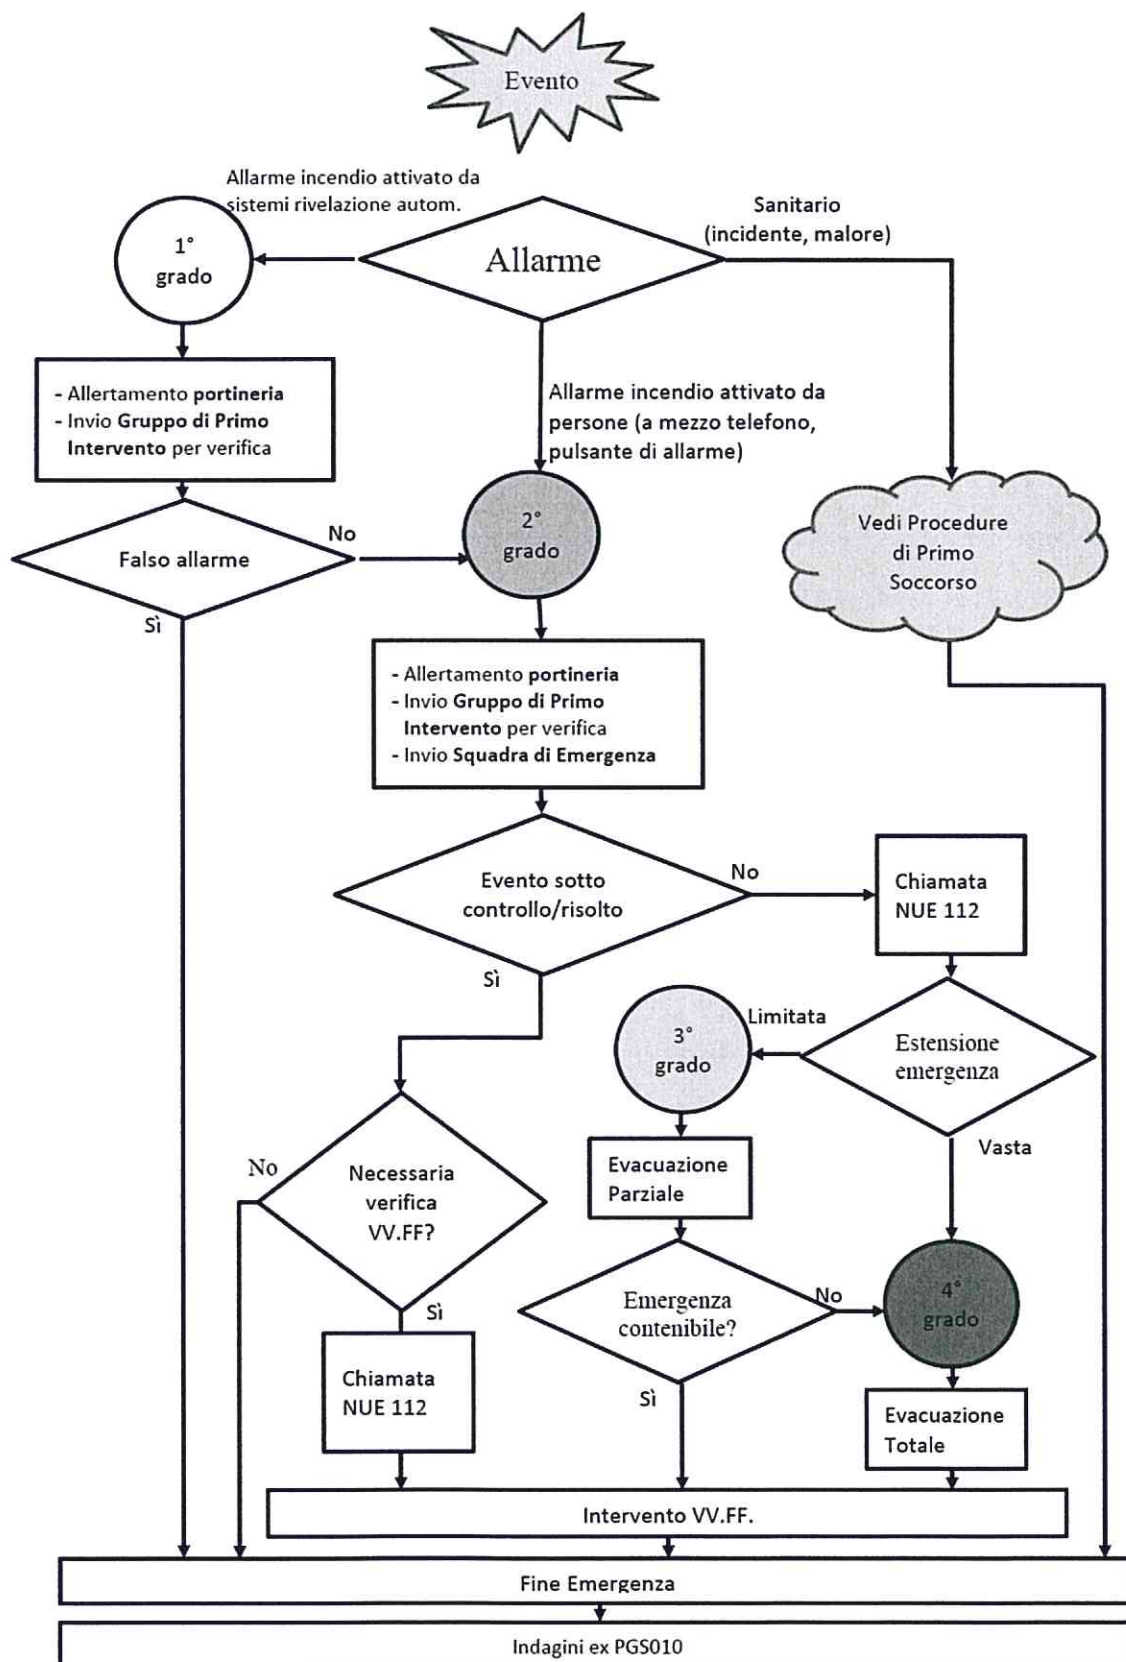 Evento
Allarme incendio attivato da
sistemi rivelazione autom.
Sanitario
(incidente, malore)
1°
grado
Allarme
- Allertamento portineria
- Invio Gruppo di Primo
Intervento per verifica
Allarme incendio attivato da
persone (a mezzo telefono,
pulsante di allarme)
Falso allarme
No
Sì
2°
grado
Vedi Procedure
di Primo
Soccorso
- Allertamento portineria
- Invio Gruppo di Primo
Intervento per verifica
- Invio Squadra di Emergenza
Evento sotto
controllo/risolto
No
Sì
Chiamata
NUE 112
3°
grado
Limitata
Estensione
emergenza
Vasta
No
Necessaria
verifica
VV.FF?
Sì
Evacuazione
Parziale
Emergenza
contenibile?
No
Sì
4°
grado
Chiamata
NUE 112
Evacuazione
Totale
Intervento VV.FF.
Fine Emergenza
Indagini ex PGS010